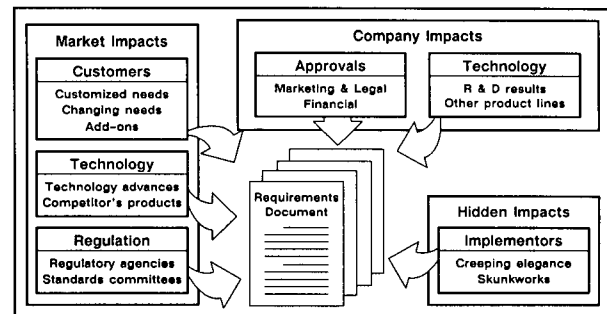 Market Impacts
Customers
Customized needs
Changing needs
Add-ons
Technology
Technology advances
Competitor's products
Regulation
Regulatory agencies
Standards committees
Company Impacts
Approvals
Marketing & Legal
Financial
Technology
R & D results
Other product lines
Requirements
Document
Hidden Impacts
Implementors
Creeping elegance
Skunkworks